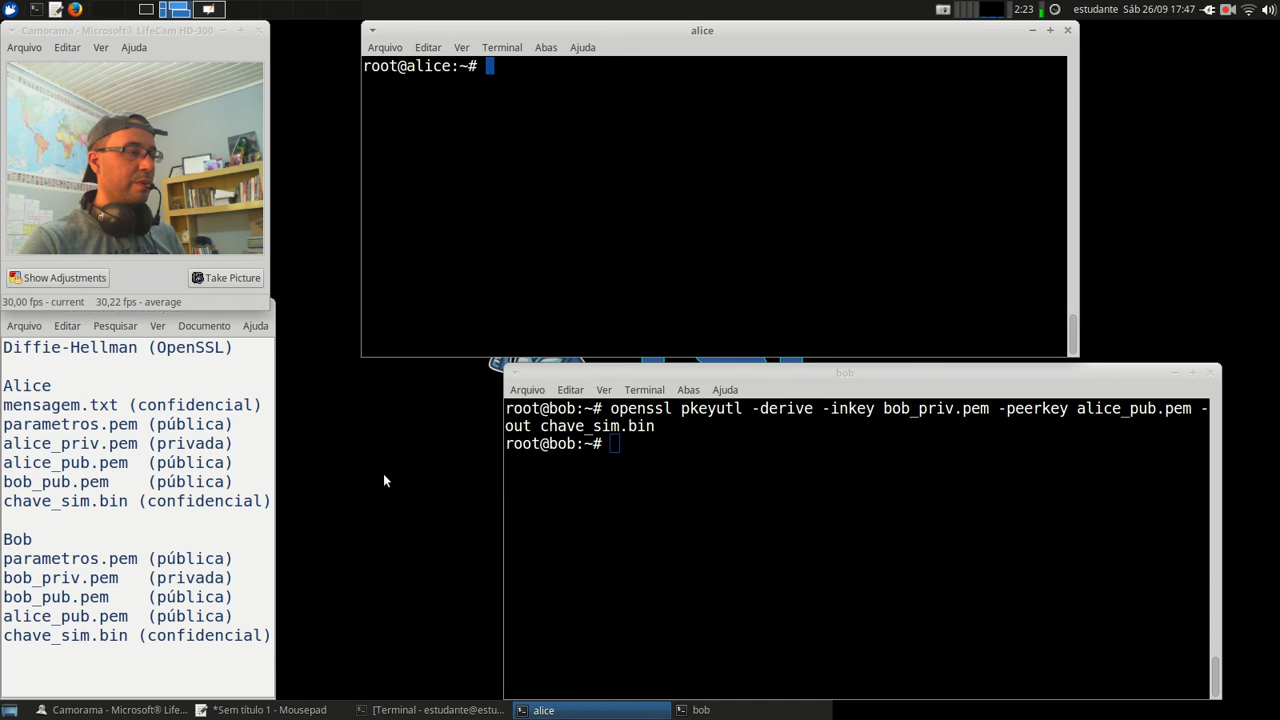 2:23
estudante
Sáb 26/09
17:47
Camorama - Microsoft® LifeCam HD-300
Arquivo Editar Ver Ajuda
Show Adjustments
Take Picture
30,00 fps - current 30,22 fps - average
Arquivo Editar Pesquisar Ver Documento Ajuda
Diffie-Hellman (OpenSSL)
Alice
mensagem.txt (confidencial)
parametros.pem (pública)
alice_priv.pem (privada)
alice_pub.pem (pública)
bob_pub.pem (pública)
chave_sim.bin (confidencial)
Bob
parametros.pem (pública)
bob_priv.pem (privada)
bob_pub.pem (pública)
alice_pub.pem (pública)
chave_sim.bin (confidencial)
alice
Arquivo Editar Ver Terminal Abas Ajuda
root@alice:~#
bob
Arquivo Editar Ver Terminal Abas Ajuda
root@bob:~# openssl pkeyutl -derive -inkey bob_priv.pem -peerkey alice_pub.pem -
out chave_sim.bin
root@bob:~#
Camorama - Microsoft® LifeC...
*Sem título 1 - Mousepad
[Terminal - estudante@estu...
alice
bob